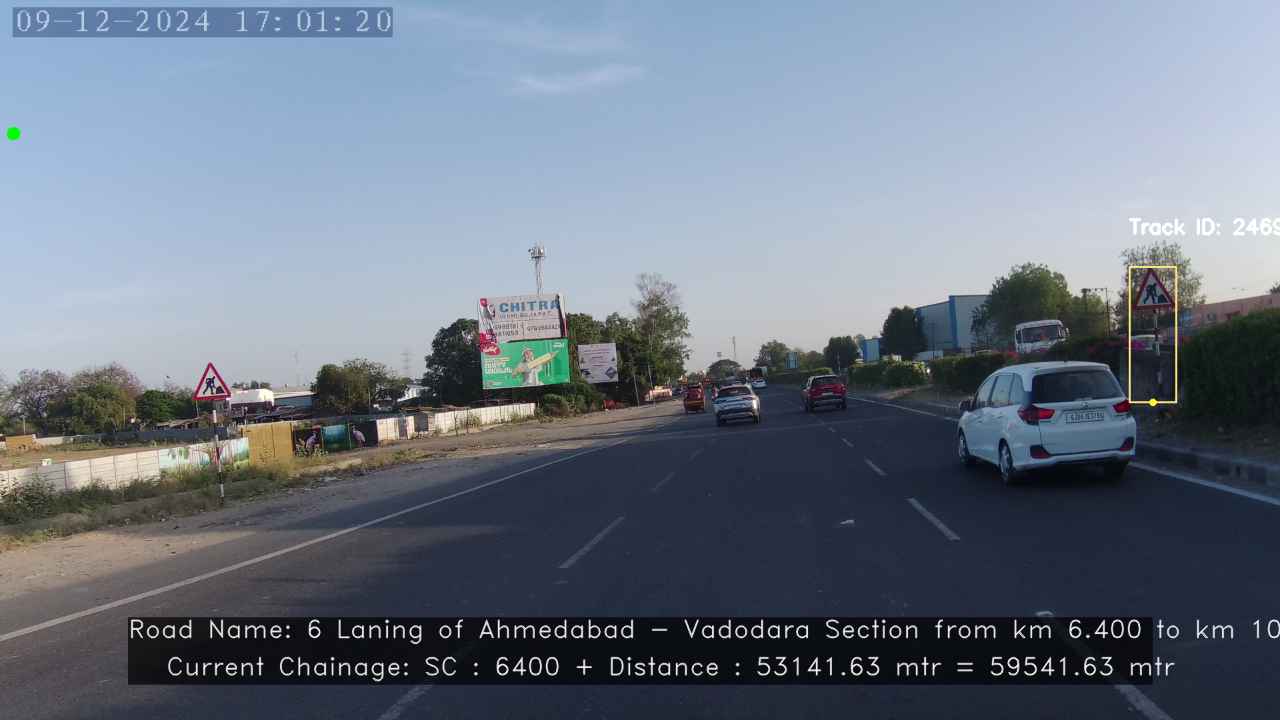 09-12-2024 17:01:20
Track ID: 2469
CHITRA
Road Name: 6 Laning of Ahmedabad - Vadodara Section from km 6.400 to km 10
Current Chainage: SC : 6400 + Distance : 53141.63 mtr = 59541.63 mtr